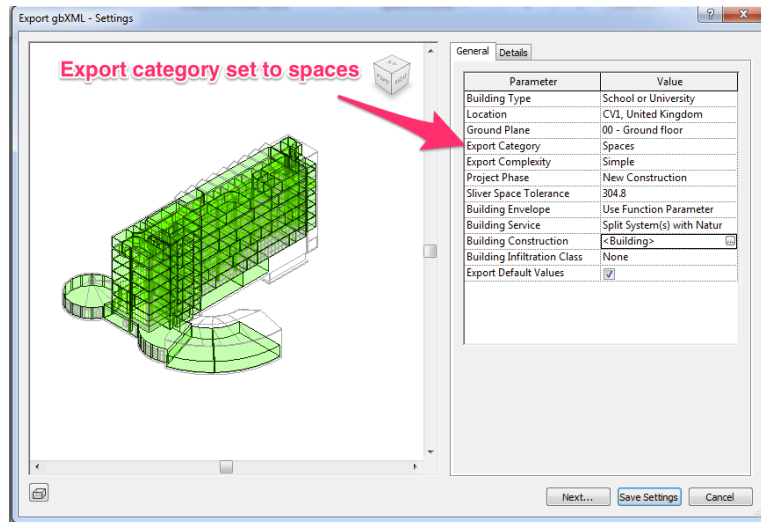 Export gbXML - Settings
Export category set to spaces
General Details
Parameter Value
Building Type School or University
Location CV1, United Kingdom
Ground Plane 00 - Ground floor
Export Category Spaces
Export Complexity Simple
Project Phase New Construction
Sliver Space Tolerance 304.8
Building Envelope Use Function Parameter
Building Service Split System(s) with Natur
Building Construction <Building> ...
Building Infiltration Class None
Export Default Values
Next... Save Settings Cancel